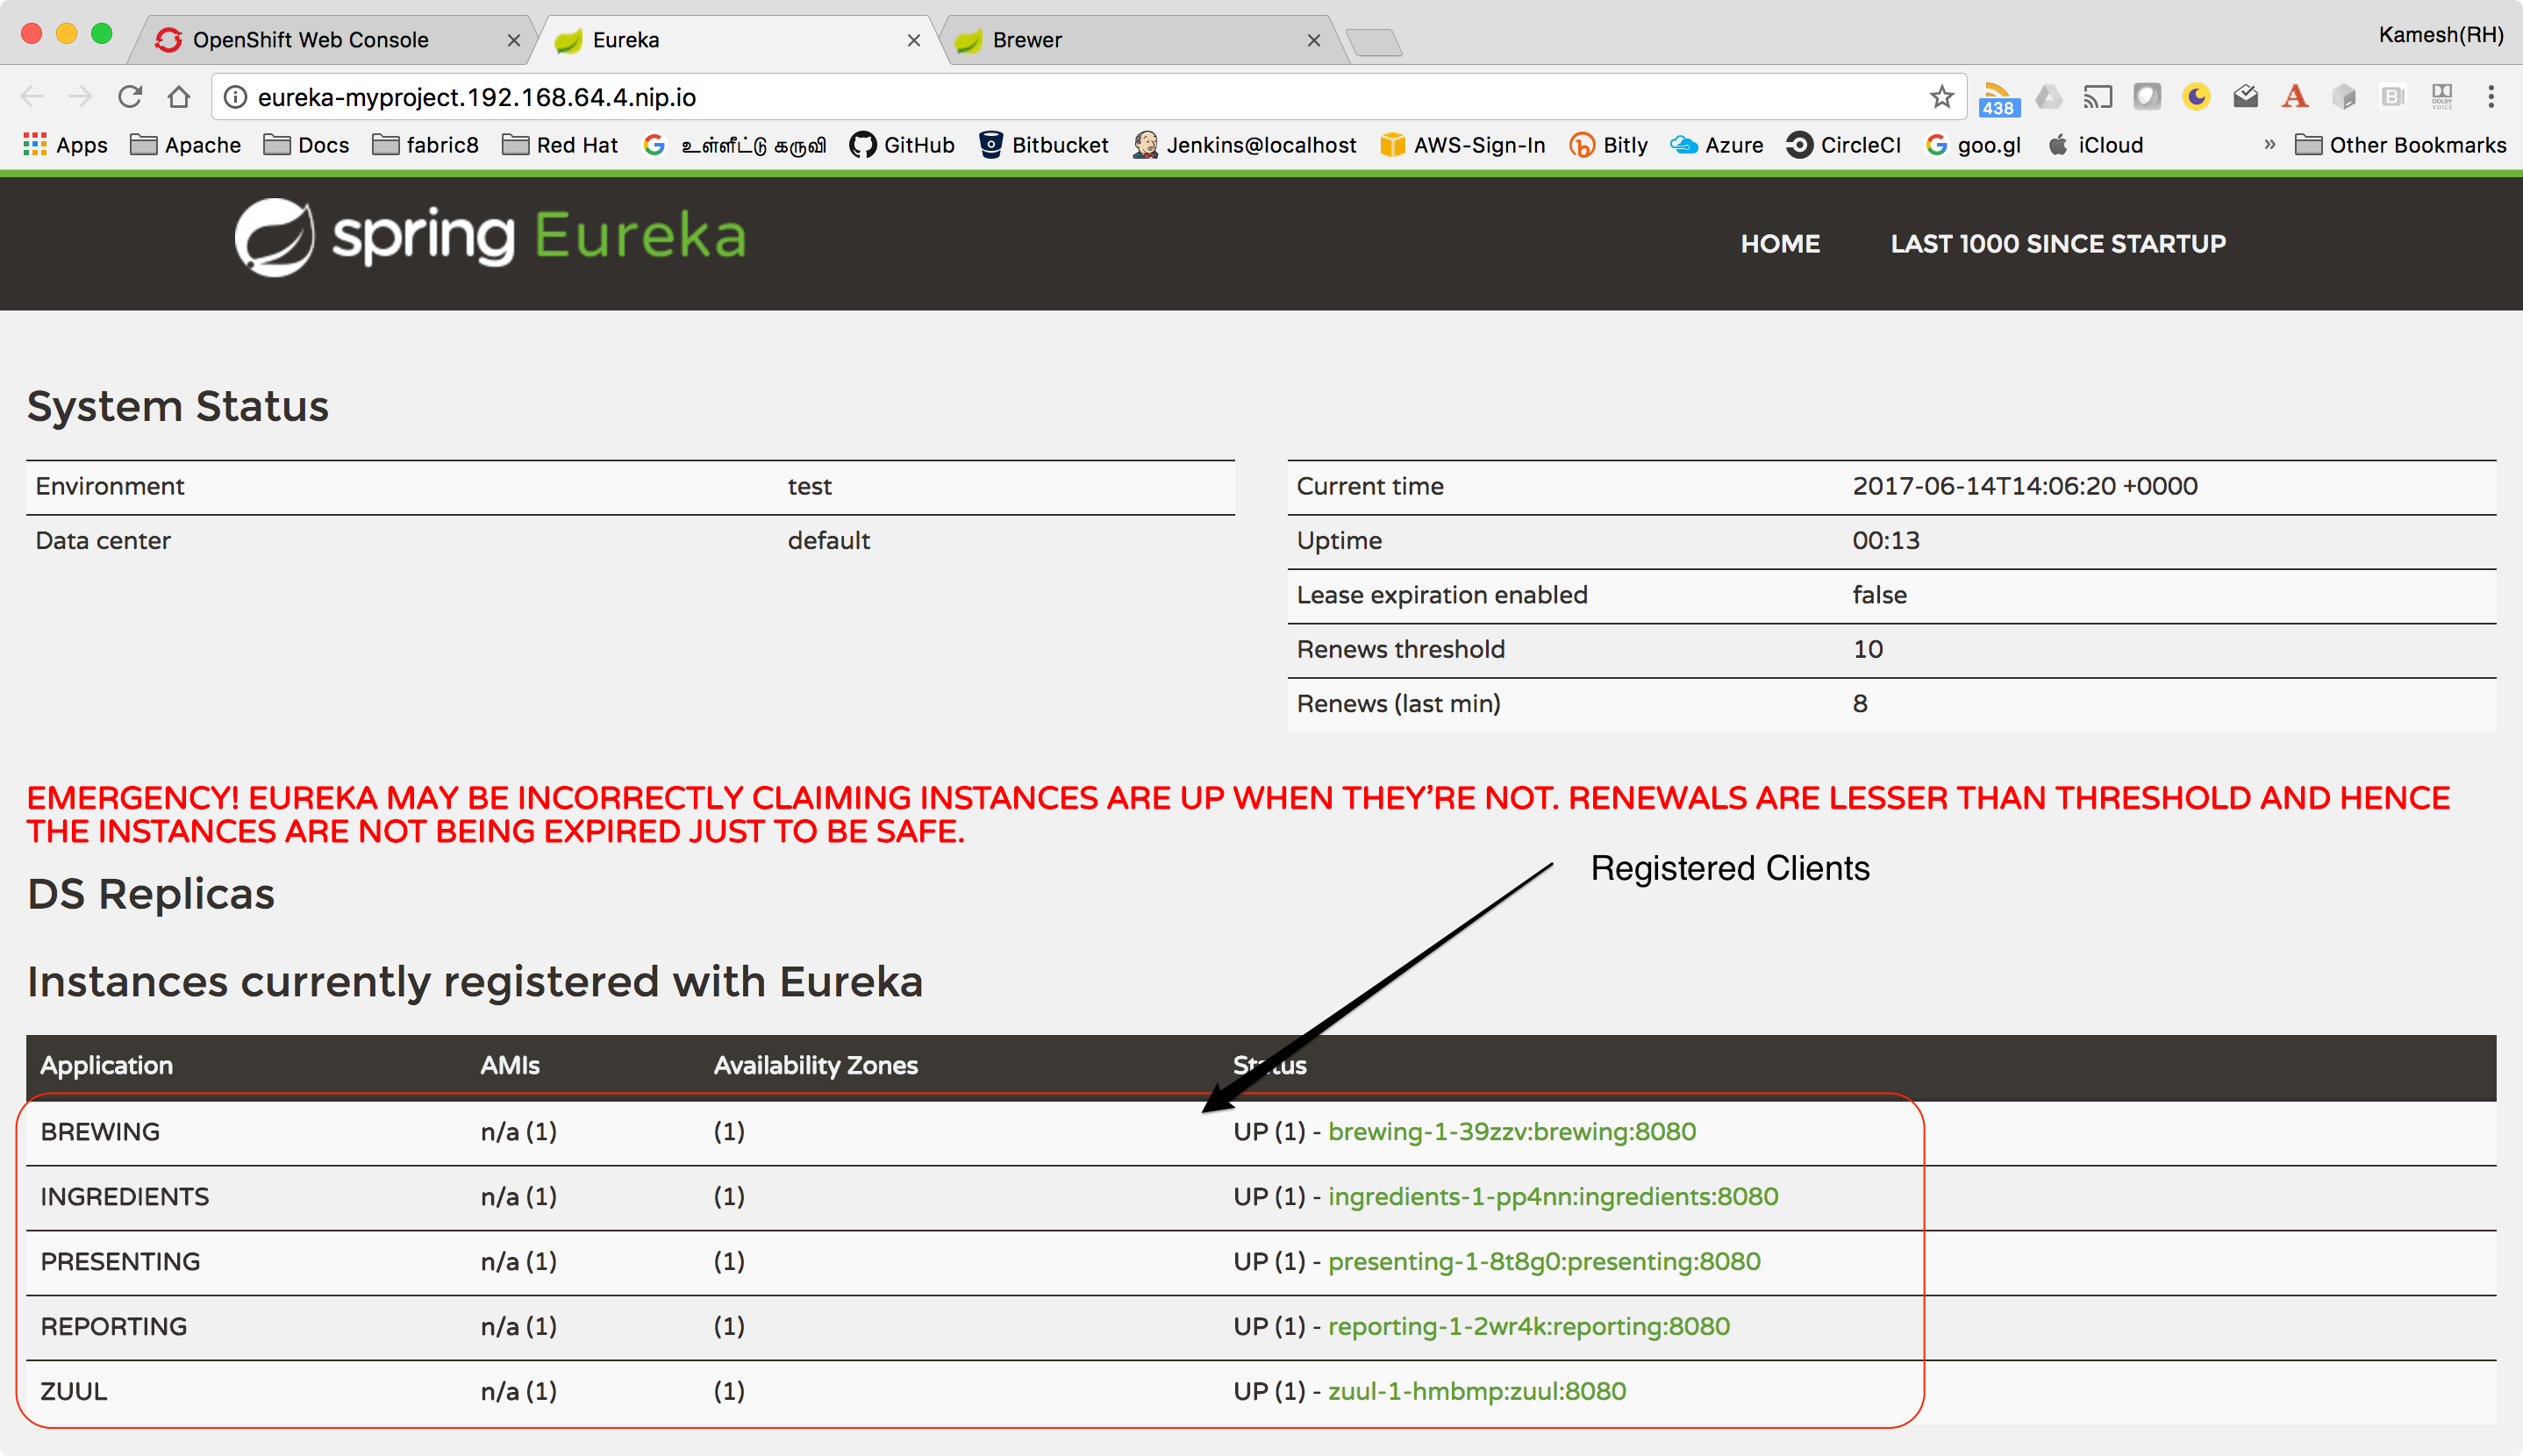 OpenShift Web Console
Eureka
Brewer
Kamesh(RH)
eureka-myproject.192.168.64.4.nip.io
438
Apps Apache Docs fabric8 Red Hat உள்ளீட்டு கருவி GitHub Bitbucket Jenkins@localhost AWS-Sign-In Bitly Azure CircleCI goo.gl iCloud » Other Bookmarks
spring Eureka
HOME LAST 1000 SINCE STARTUP
System Status
Environment test
Data center default
Current time 2017-06-14T14:06:20 +0000
Uptime 00:13
Lease expiration enabled false
Renews threshold 10
Renews (last min) 8
EMERGENCY! EUREKA MAY BE INCORRECTLY CLAIMING INSTANCES ARE UP WHEN THEY’RE NOT. RENEWALS ARE LESSER THAN THRESHOLD AND HENCE
THE INSTANCES ARE NOT BEING EXPIRED JUST TO BE SAFE.
Registered Clients
DS Replicas
Instances currently registered with Eureka
Application AMIs Availability Zones Status
BREWING n/a (1) (1) UP (1) - brewing-1-39zzv:brewing:8080
INGREDIENTS n/a (1) (1) UP (1) - ingredients-1-pp4nn:ingredients:8080
PRESENTING n/a (1) (1) UP (1) - presenting-1-8t8g0:presenting:8080
REPORTING n/a (1) (1) UP (1) - reporting-1-2wr4k:reporting:8080
ZUUL n/a (1) (1) UP (1) - zuul-1-hmbmp:zuul:8080